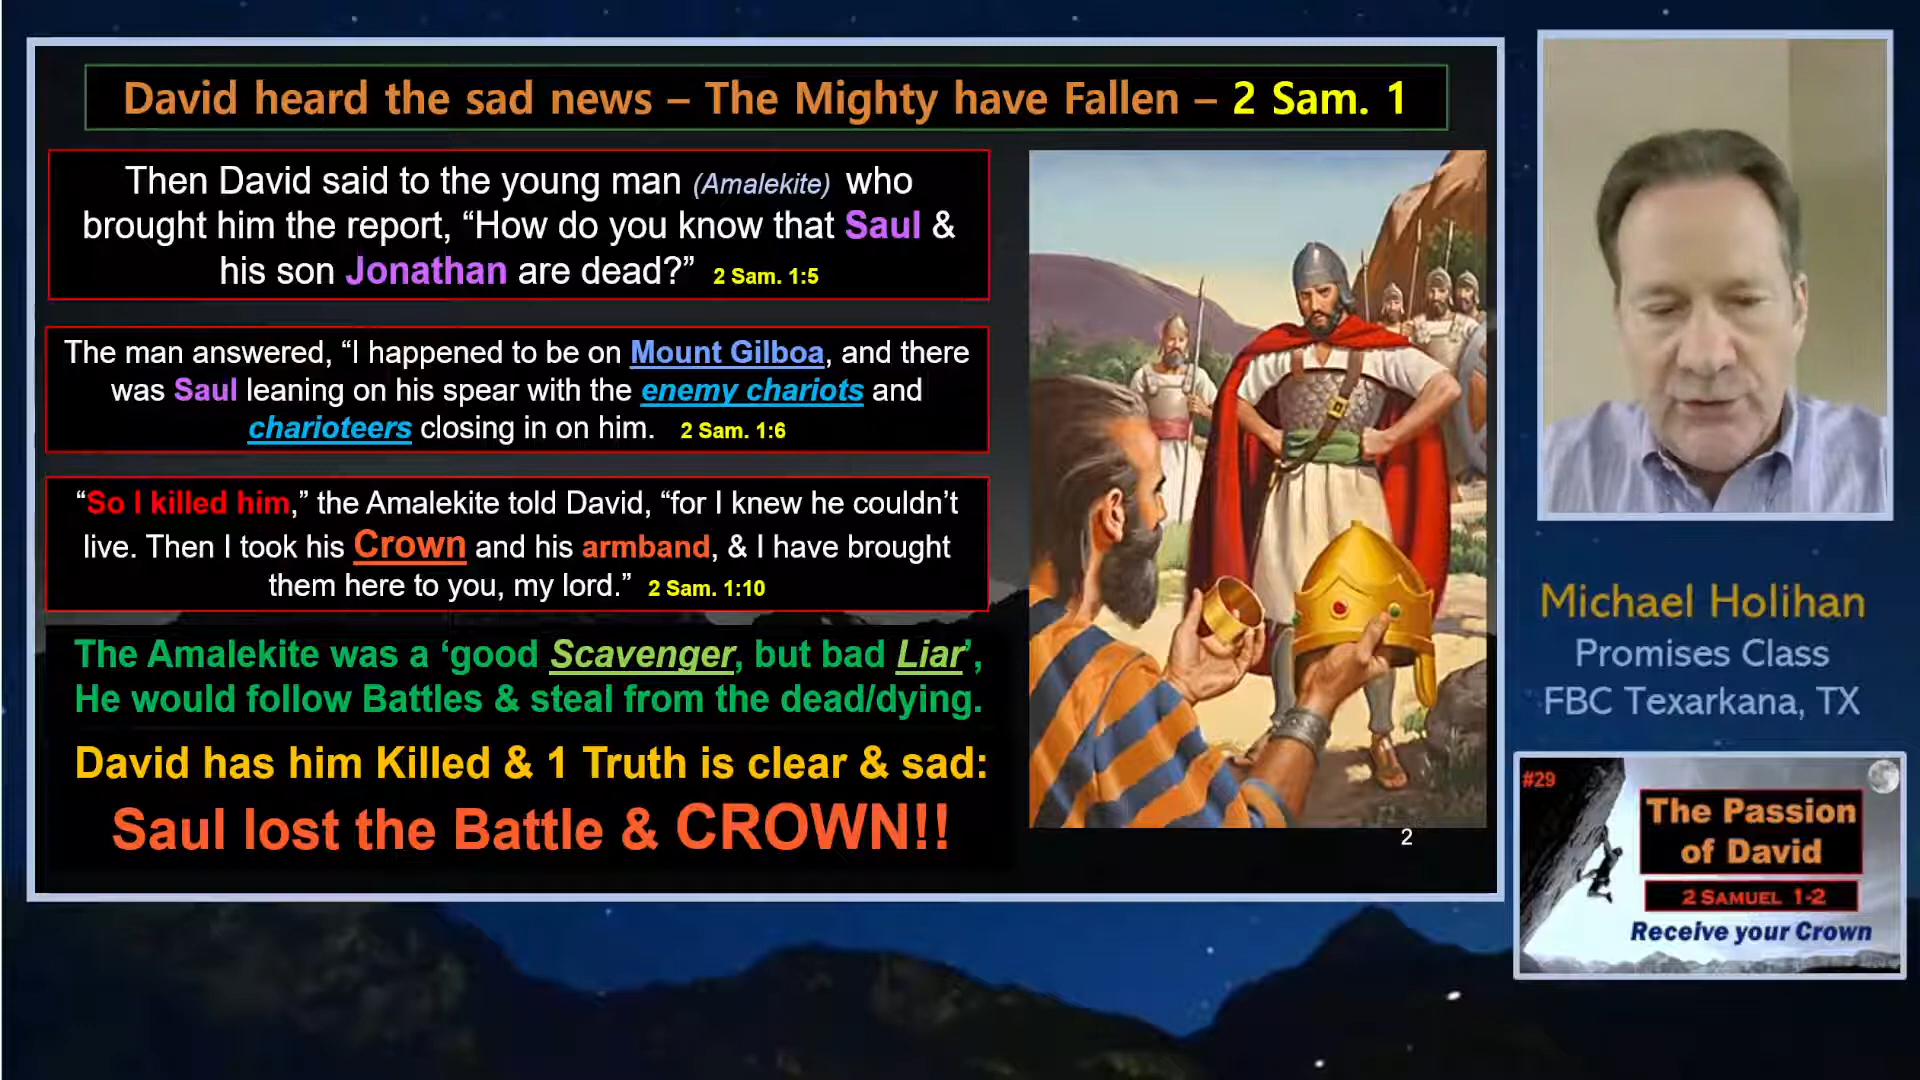 David heard the sad news – The Mighty have Fallen – 2 Sam. 1
Then David said to the young man (Amalekite) who
brought him the report, “How do you know that Saul &
his son Jonathan are dead?” 2 Sam. 1:5
The man answered, “I happened to be on Mount Gilboa, and there
was Saul leaning on his spear with the enemy chariots and
charioteers closing in on him. 2 Sam. 1:6
“So I killed him,” the Amalekite told David, “for I knew he couldn’t
live. Then I took his Crown and his armband, & I have brought
them here to you, my lord.” 2 Sam. 1:10
The Amalekite was a ‘good Scavenger, but bad Liar’,
He would follow Battles & steal from the dead/dying.
David has him Killed & 1 Truth is clear & sad:
Saul lost the Battle & CROWN!!
2
Michael Holihan
Promises Class
FBC Texarkana, TX
#29
The Passion
of David
2 SAMUEL 1-2
Receive your Crown